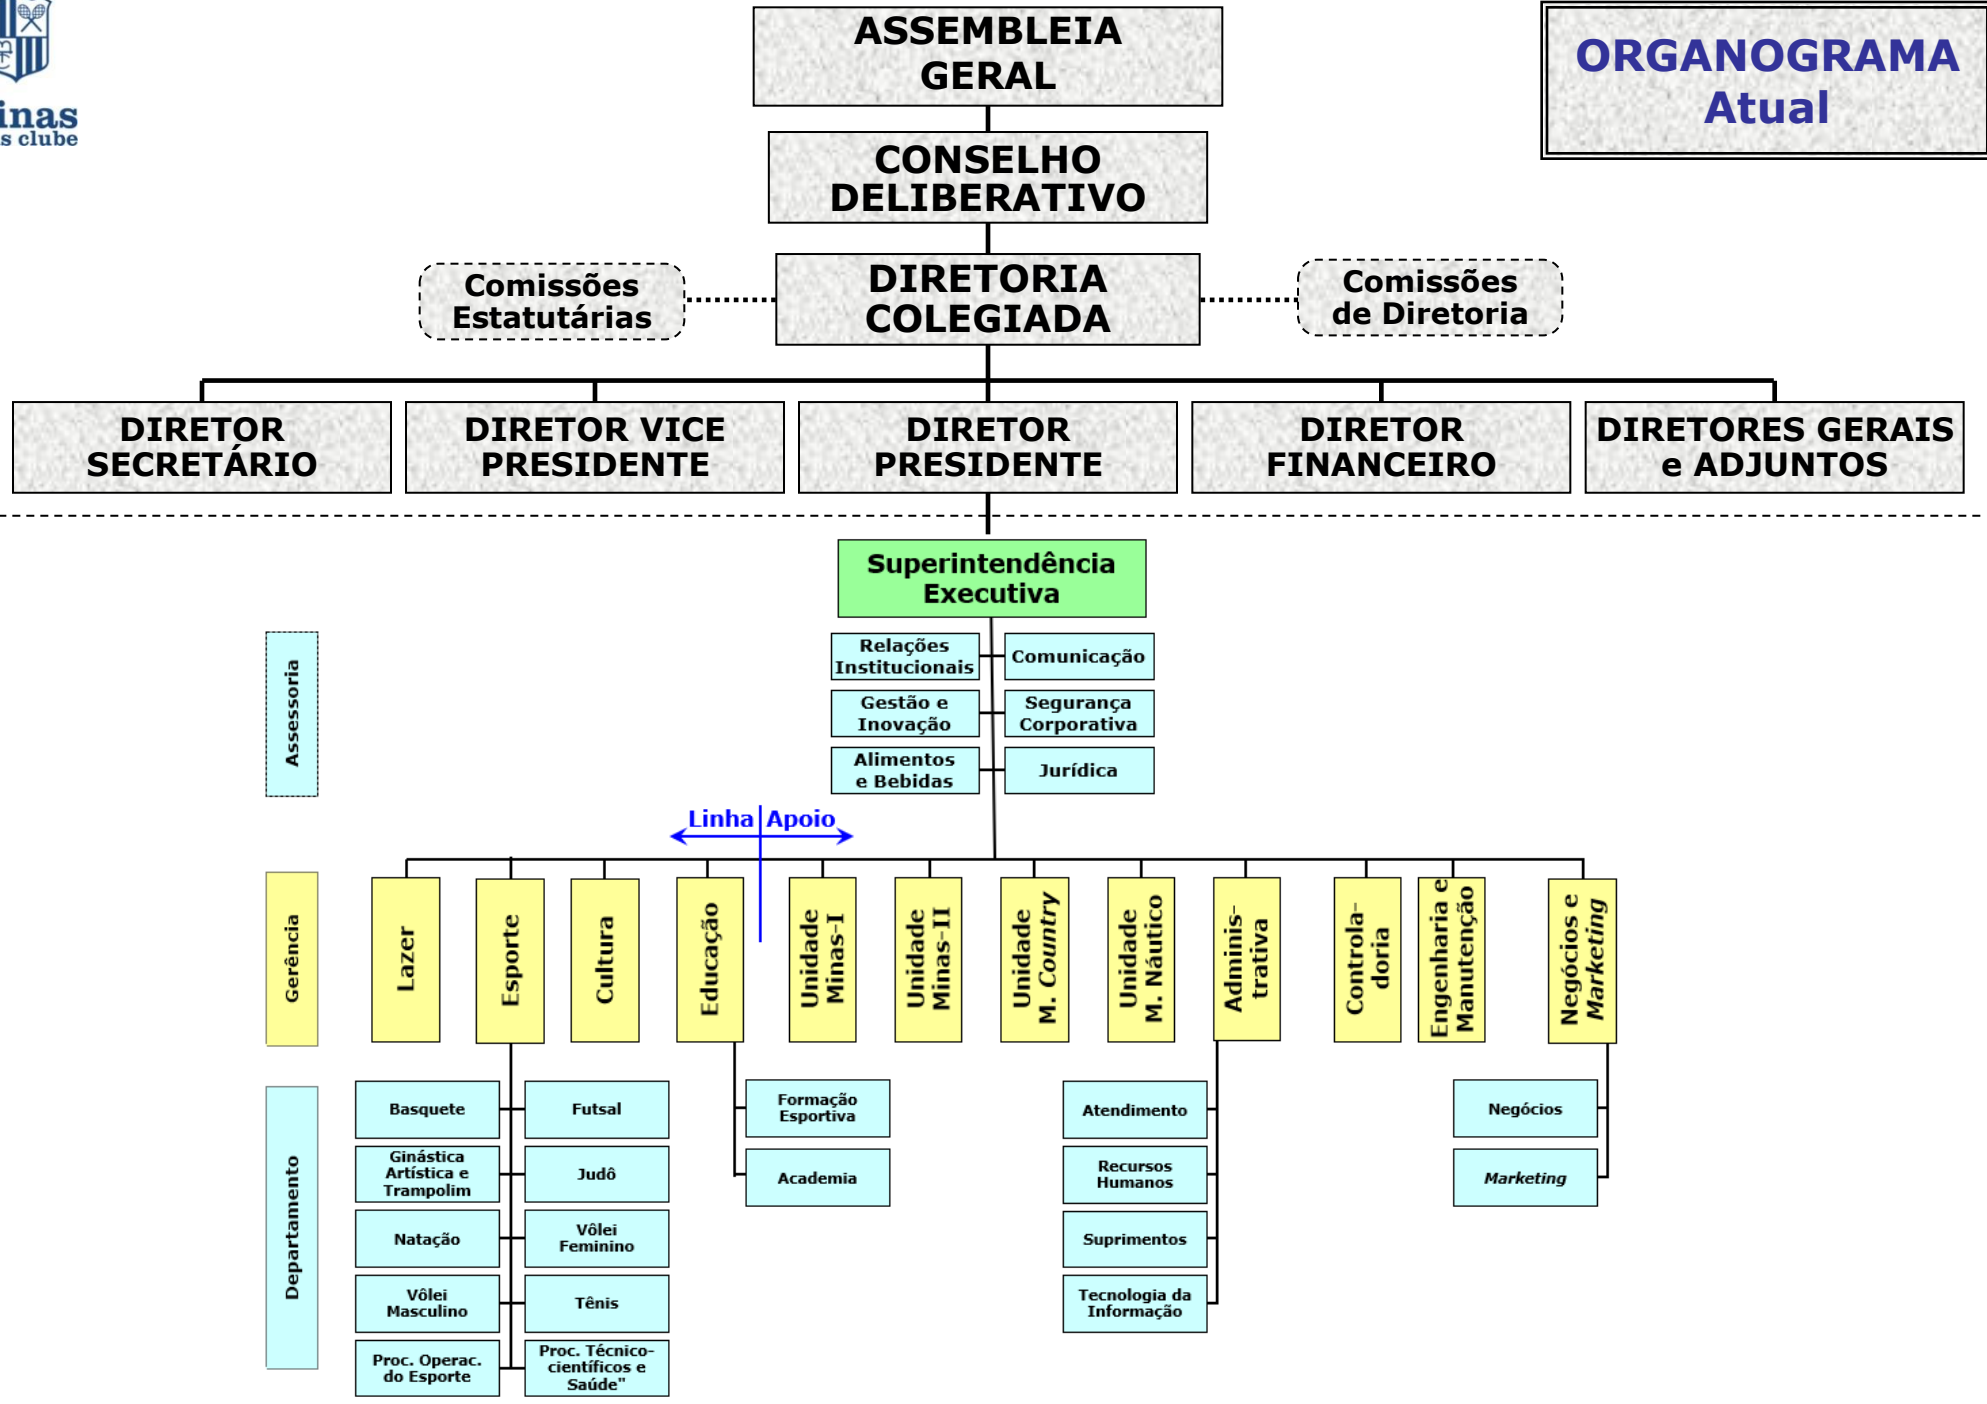 inas
s clube
ASSEMBLEIA
GERAL
ORGANOGRAMA
Atual
CONSELHO
DELIBERATIVO
Comissões
Estatutárias
DIRETORIA
COLEGIADA
Comissões
de Diretoria
DIRETOR
SECRETÁRIO
DIRETOR VICE
PRESIDENTE
DIRETOR
PRESIDENTE
DIRETOR
FINANCEIRO
DIRETORES GERAIS
e ADJUNTOS
Superintendência
Executiva
Assessoria
Relações
Institucionais
Comunicação
Gestão e
Inovação
Segurança
Corporativa
Alimentos
e Bebidas
Jurídica
Linha Apoio
Gerência
Lazer
Esporte
Cultura
Educação
Unidade
Minas-I
Unidade
Minas-II
Unidade
M. Country
Unidade
M. Náutico
Adminis-
trativa
Controla-
doria
Engenharia e
Manutenção
Negócios e
Marketing
Departamento
Basquete
Futsal
Ginástica
Artística e
Trampolim
Judô
Natação
Vôlei
Feminino
Vôlei
Masculino
Tênis
Proc. Operac.
do Esporte
Proc. Técnico-
científicos e
Saúde"
Formação
Esportiva
Academia
Atendimento
Recursos
Humanos
Suprimentos
Tecnologia da
Informação
Negócios
Marketing